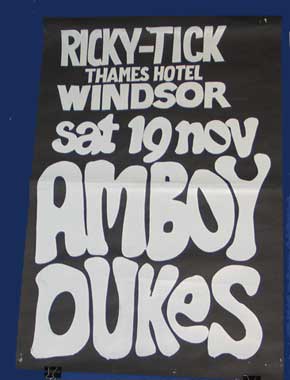 RICKY-TICK
THAMES HOTEL
WINDSOR
sat 19 nov
AMBOY
DUKes